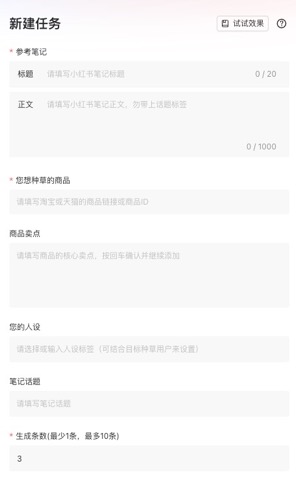 新建任务
试试效果
* 参考笔记
标题 请填写小红书笔记标题 0 / 20
正文 请填写小红书笔记正文，勿带上话题标签
0 / 1000
* 您想种草的商品
请填写淘宝或天猫的商品链接或商品ID
商品卖点
请填写商品的核心卖点，按回车确认并继续添加
您的人设
请选择或输入人设标签（可结合目标种草用户来设置）
笔记话题
请填写笔记话题
* 生成条数(最少1条，最多10条)
3